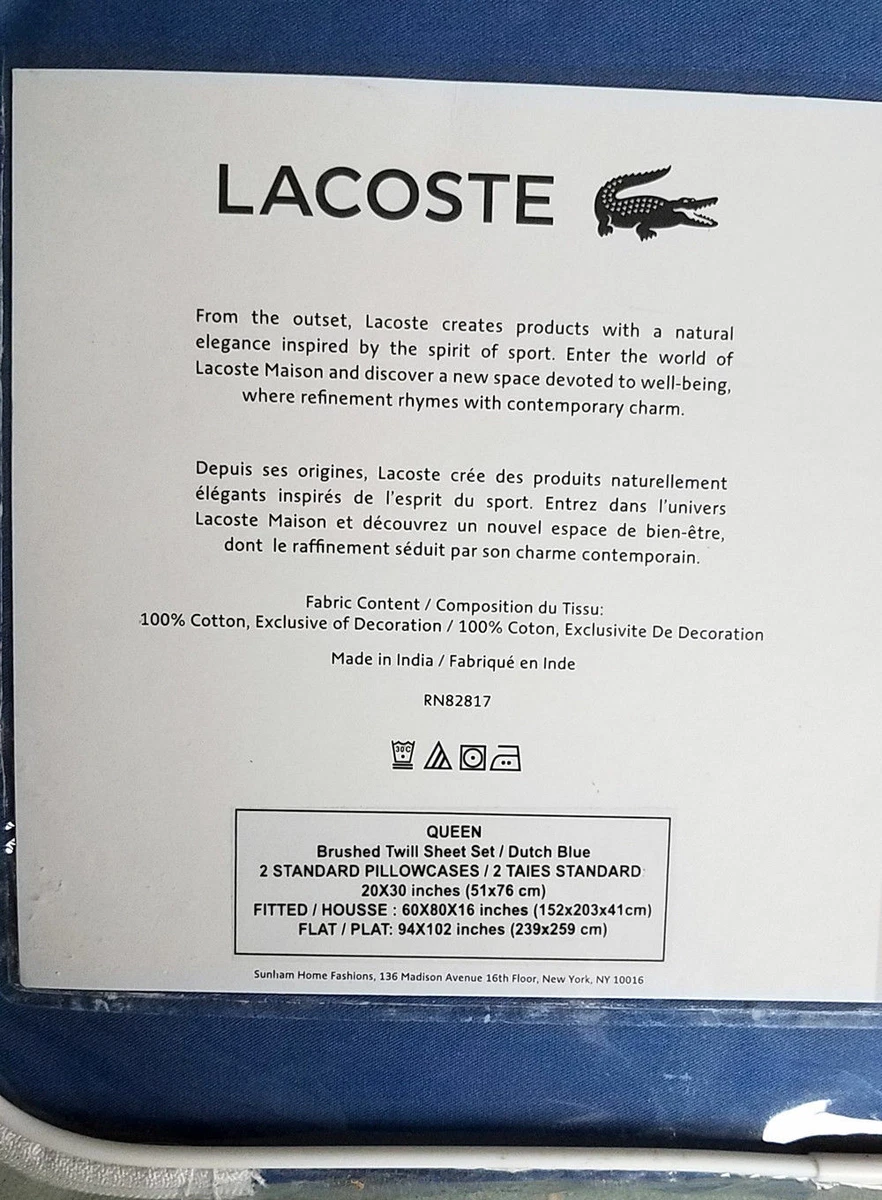 LACOSTE
From the outset, Lacoste creates products with a natural
elegance inspired by the spirit of sport. Enter the world of
Lacoste Maison and discover a new space devoted to well-being,
where refinement rhymes with contemporary charm.
Depuis ses origines, Lacoste crée des produits naturellement
élégants inspirés de l'esprit du sport. Entrez dans l'univers
Lacoste Maison et découvrez un nouvel espace de bien-être,
dont le raffinement séduit par son charme contemporain.
Fabric Content / Composition du Tissu:
100% Cotton, Exclusive of Decoration / 100% Coton, Exclusivite De Decoration
Made in India / Fabriqué en Inde
RN82817
30C
QUEEN
Brushed Twill Sheet Set / Dutch Blue
2 STANDARD PILLOWCASES / 2 TAIES STANDARD
20X30 inches (51x76 cm)
FITTED / HOUSSE : 60X80X16 inches (152x203x41cm)
FLAT / PLAT: 94X102 inches (239x259 cm)
Sunham Home Fashions, 136 Madison Avenue 16th Floor, New York, NY 10016